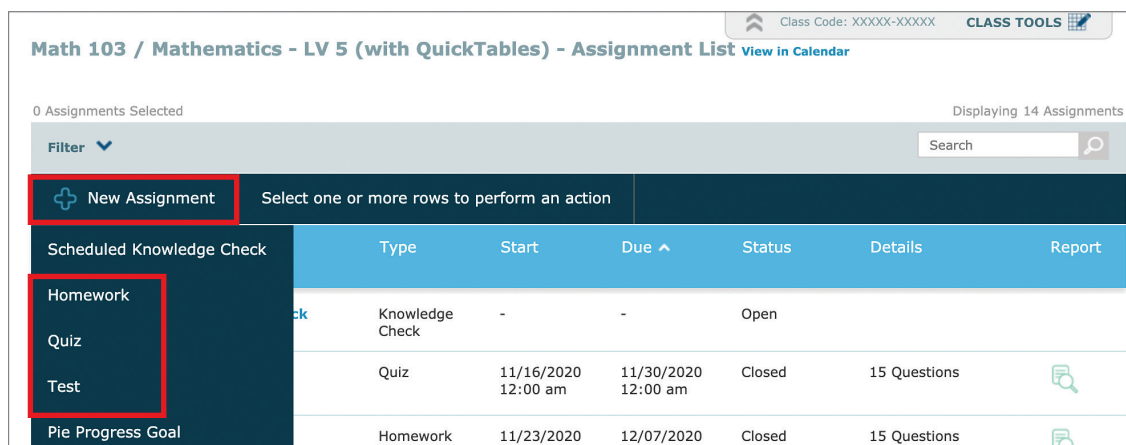 Class Code: XXXXX-XXXXX CLASS TOOLS
Math 103 / Mathematics - LV 5 (with QuickTables) - Assignment List View in Calendar
0 Assignments Selected Displaying 14 Assignments
Filter Search
New Assignment Select one or more rows to perform an action
Scheduled Knowledge Check Type Start Due Status Details Report
Homework
Quiz
Test
Pie Progress Goal
ck Knowledge - - Open
Check
Quiz 11/16/2020 11/30/2020 Closed 15 Questions
12:00 am 12:00 am
Homework 11/23/2020 12/07/2020 Closed 15 Questions